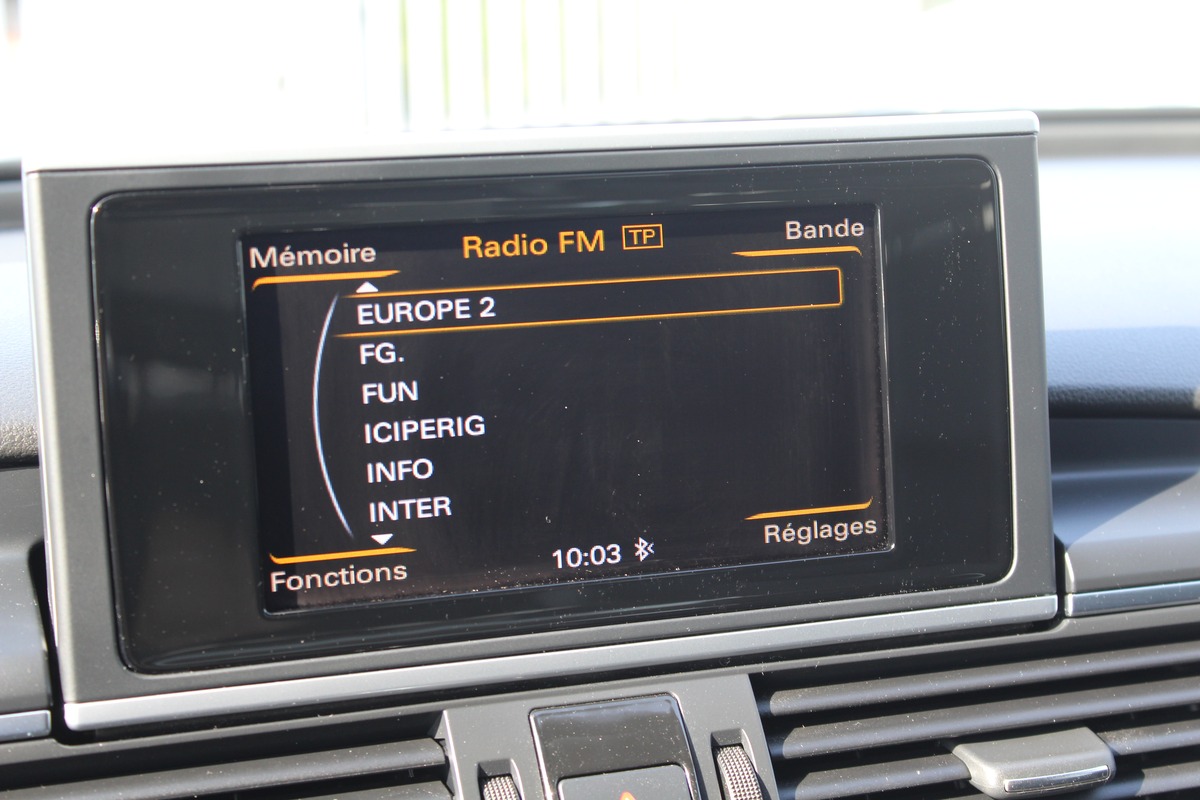 Mémoire
Radio FM TP
Bande
EUROPE 2
FG.
FUN
ICIPERIG
INFO
INTER
Fonctions
10:03
Réglages